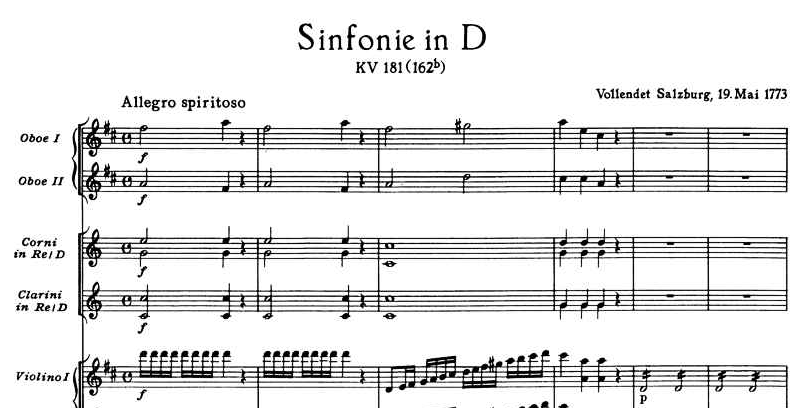 Sinfonie in D
KV 181 (162b)
Vollendet Salzburg, 19. Mai 1773
Allegro spiritoso
Oboe I
f
Oboe II
f
Corni
in Re/D
f
Clarini
in Re/D
f
Violino I
f
P